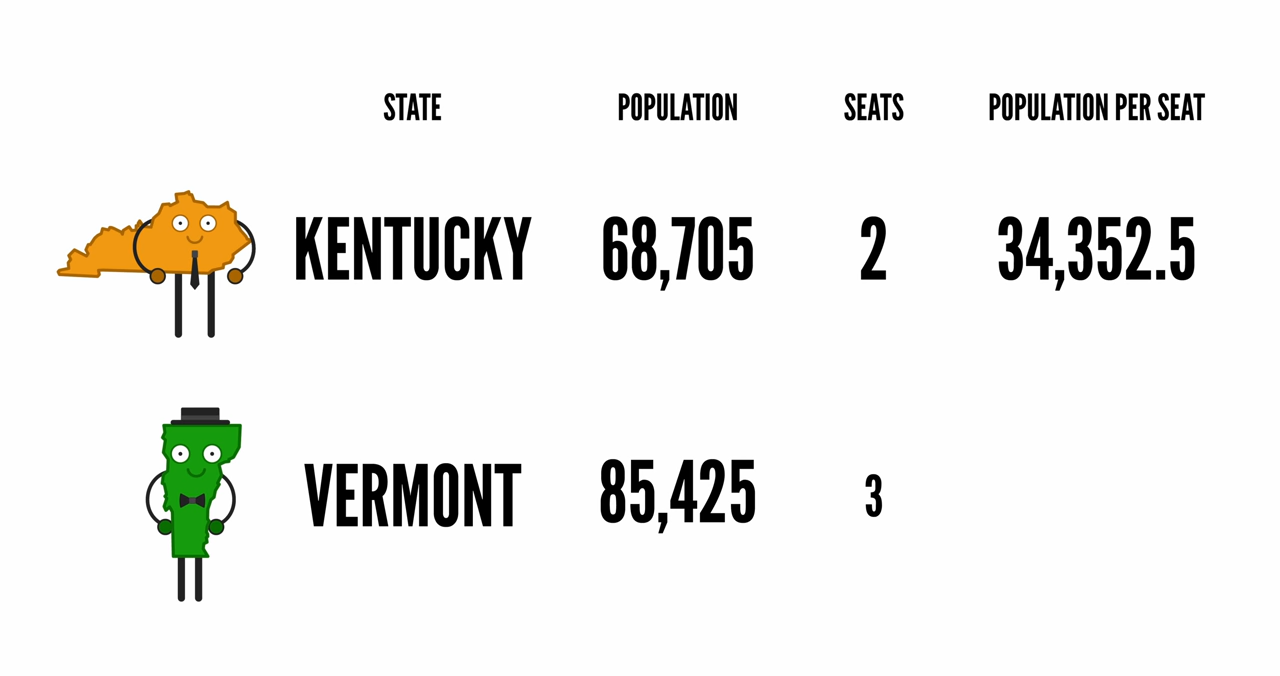 STATE POPULATION SEATS POPULATION PER SEAT
KENTUCKY 68,705 2 34,352.5
VERMONT 85,425 3